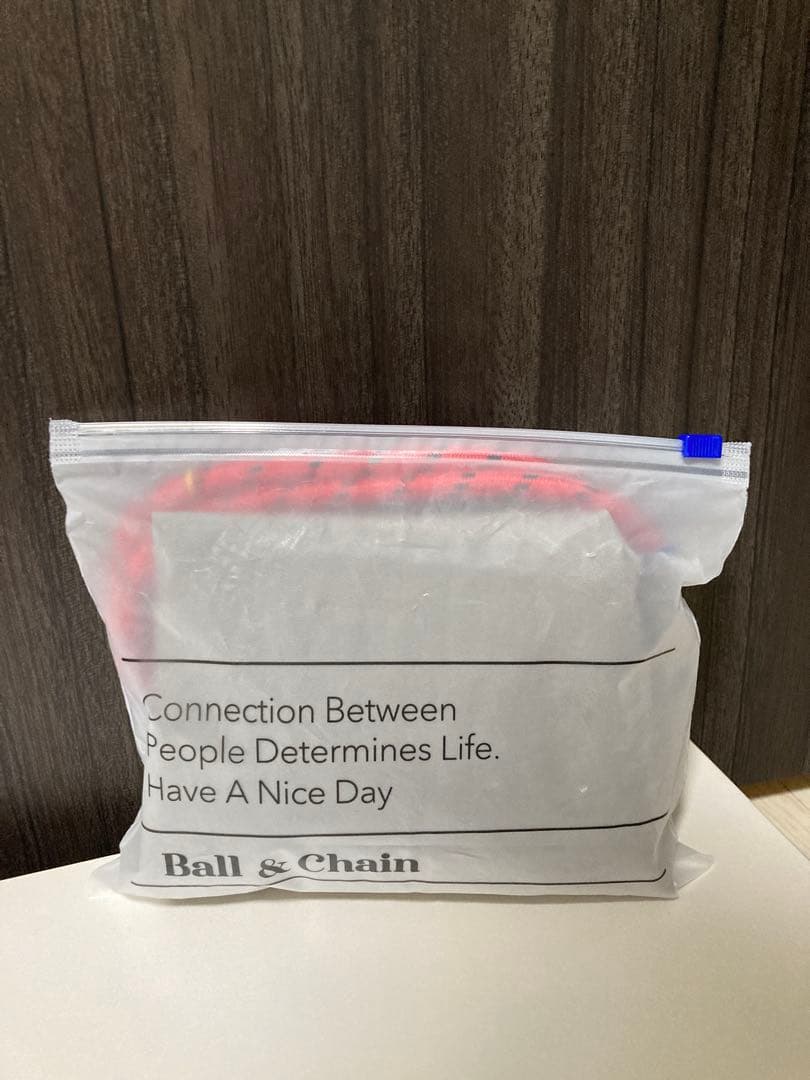 Connection Between
People Determines Life.
Have A Nice Day
Ball & Chain